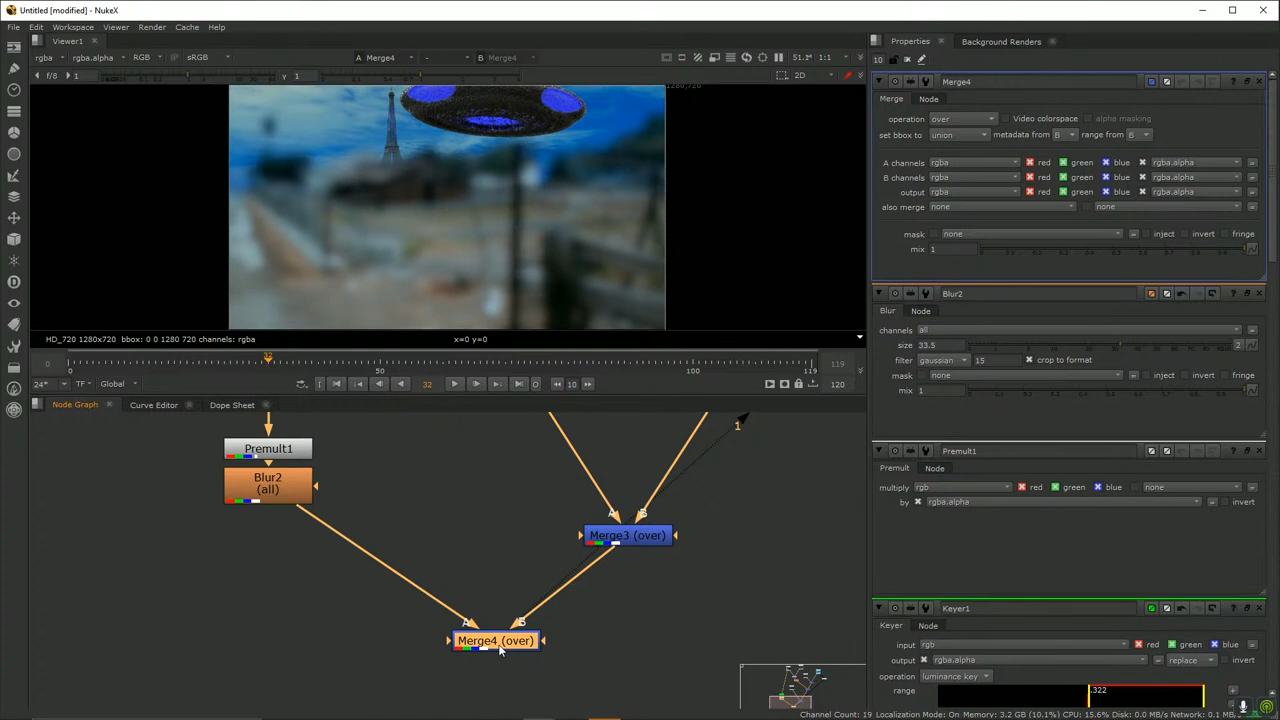 Untitled [modified] - NukeX
File Edit Workspace Viewer Render Cache Help
Viewer1
rgba rgba.alpha RGB IP sRGB A Merge4 - B Merge4 51.2 1:1
f/8 1 Y 1 2D
1280,720
HD_720 1280x720 bbox: 0 0 1280 720 channels: rgba x=0 y=0
0 32 119
0 50 100 119
24* TF Global 32 10 120
Node Graph Curve Editor Dope Sheet
Premult1
Blur2
(all)
1
A B
Merge3 (over)
A B
Merge4 (over)
Properties Background Renders
10
Merge4
Merge Node
operation over Video colorspace alpha masking
set bbox to union metadata from B range from B
A channels rgba red green blue rgba.alpha
B channels rgba red green blue rgba.alpha
output rgba red green blue rgba.alpha
also merge none none
mask none inject invert fringe
mix 1
Blur2
Blur Node
channels all
size 33.5 2
filter gaussian 15 crop to format
mask none inject invert fringe
mix 1
Premult1
Premult Node
multiply rgb red green blue none
by rgba.alpha invert
Keyer1
Keyer Node
input rgb red green blue
output rgba.alpha replace invert
operation luminance key
range .322
Channel Count: 19 Localization Mode: On Memory: 3.2 GB (10.1%) CPU: 15.6% Disk: 0.0 MB/s Network: 0.1 M